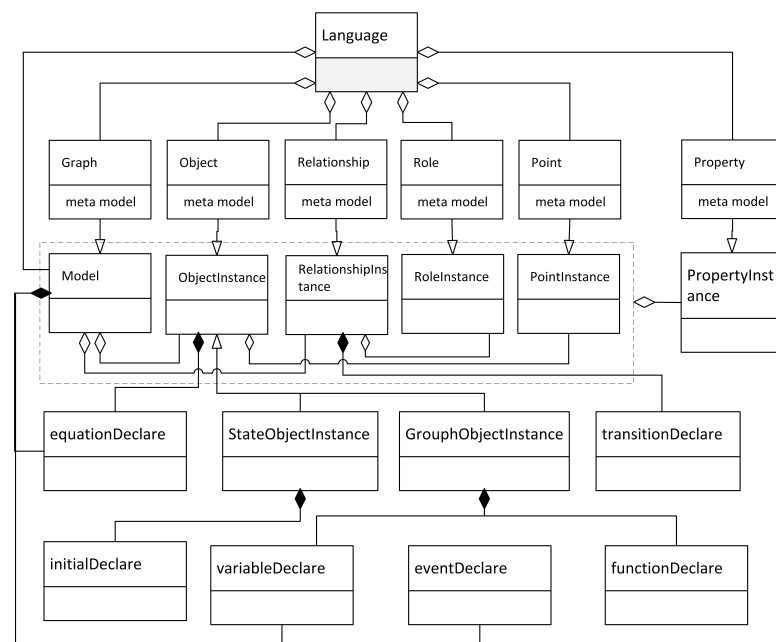 Language
Graph
Object
Relationship
Role
Point
Property
meta model
meta model
meta model
meta model
meta model
meta model
Model
ObjectInstance
RelationshipIns
tance
RoleInstance
PointInstance
PropertyInst
ance
equationDeclare
StateObjectInstance
GrouphObjectInstance
transitionDeclare
initialDeclare
variableDeclare
eventDeclare
functionDeclare